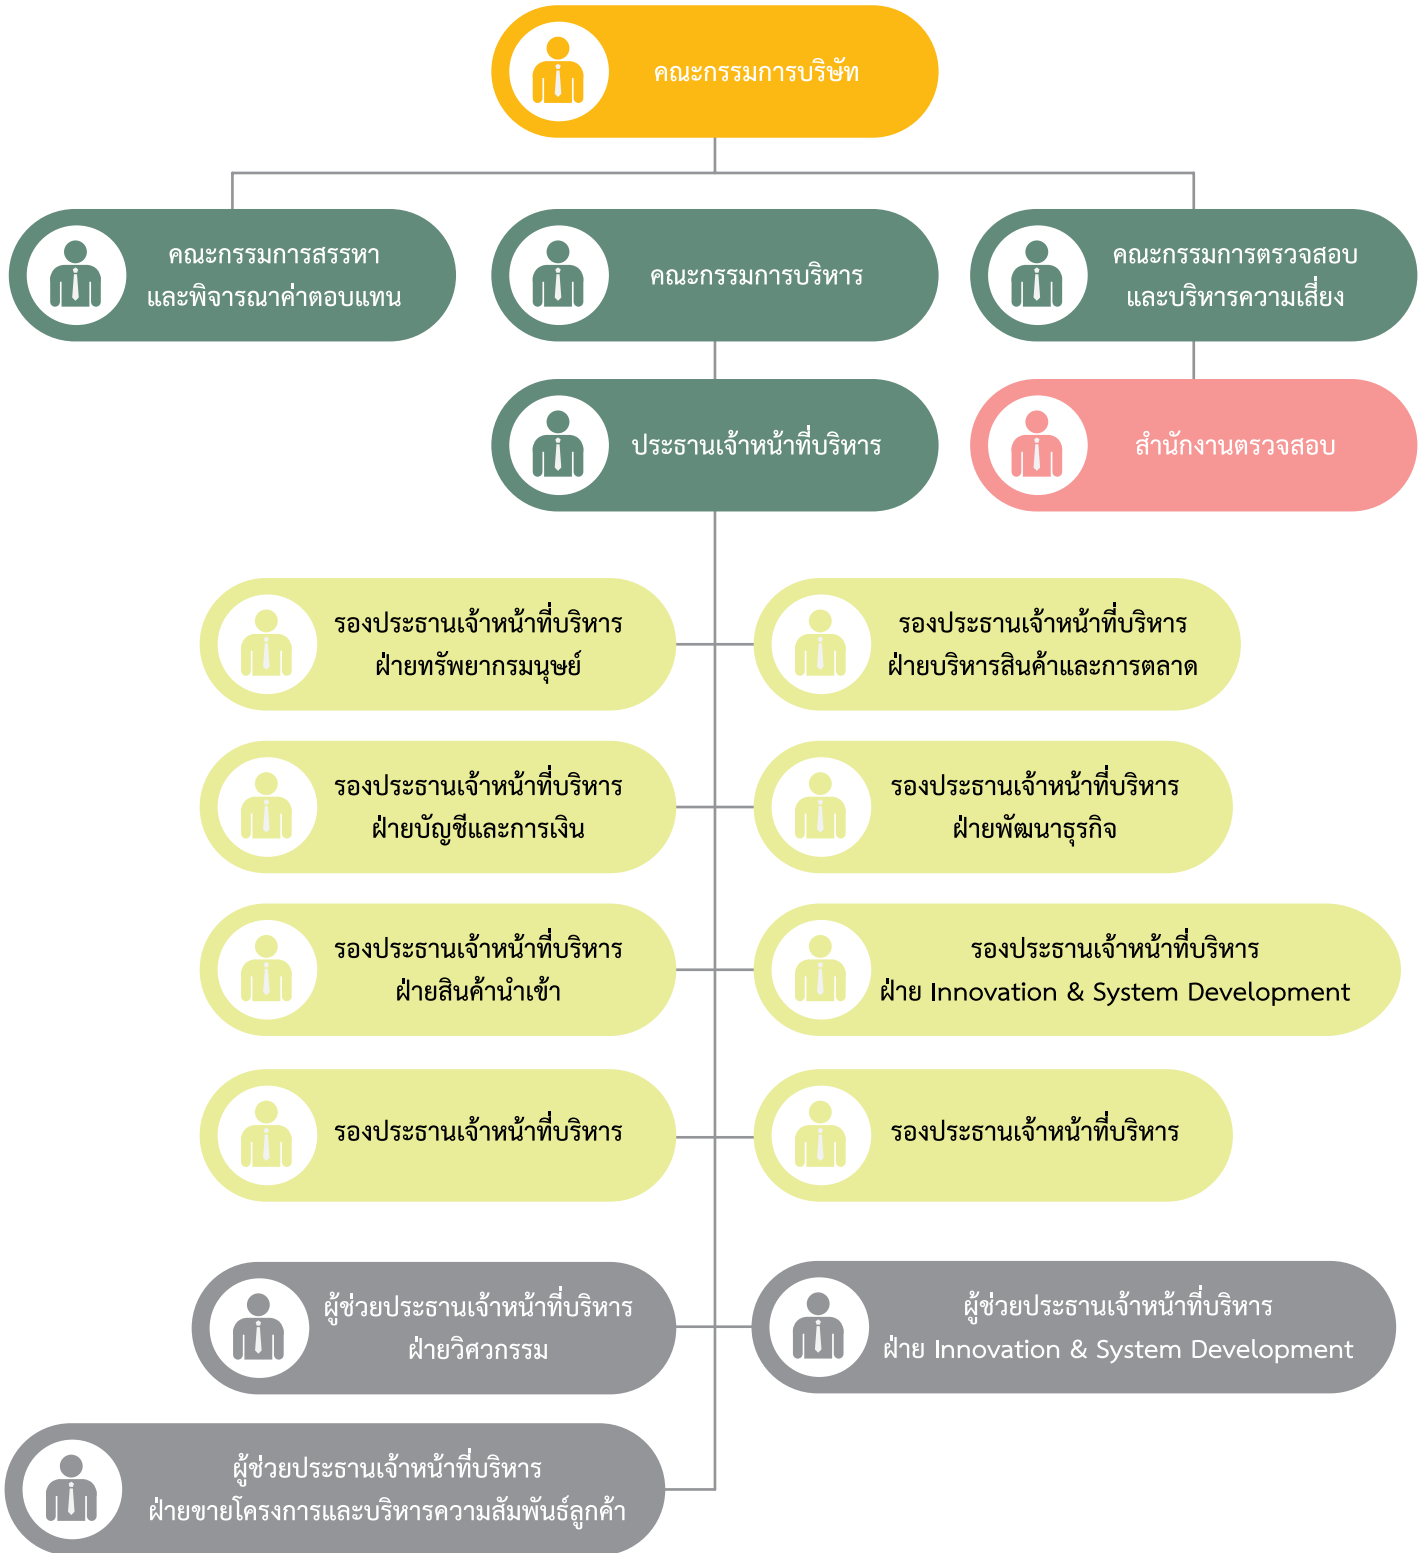 คณะกรรมการบริษัท
คณะกรรมการสรรหา
และพิจารณาค่าตอบแทน
คณะกรรมการบริหาร
คณะกรรมการตรวจสอบ
และบริหารความเสี่ยง
ประธานเจ้าหน้าที่บริหาร
สำนักงานตรวจสอบ
รองประธานเจ้าหน้าที่บริหาร
ฝ่ายทรัพยากรมนุษย์
รองประธานเจ้าหน้าที่บริหาร
ฝ่ายบริหารสินค้าและการตลาด
รองประธานเจ้าหน้าที่บริหาร
ฝ่ายบัญชีและการเงิน
รองประธานเจ้าหน้าที่บริหาร
ฝ่ายพัฒนาธุรกิจ
รองประธานเจ้าหน้าที่บริหาร
ฝ่ายสินค้านำเข้า
รองประธานเจ้าหน้าที่บริหาร
ฝ่าย Innovation & System Development
รองประธานเจ้าหน้าที่บริหาร
รองประธานเจ้าหน้าที่บริหาร
ผู้ช่วยประธานเจ้าหน้าที่บริหาร
ฝ่ายวิศวกรรม
ผู้ช่วยประธานเจ้าหน้าที่บริหาร
ฝ่าย Innovation & System Development
ผู้ช่วยประธานเจ้าหน้าที่บริหาร
ฝ่ายขายโครงการและบริหารความสัมพันธ์ลูกค้า